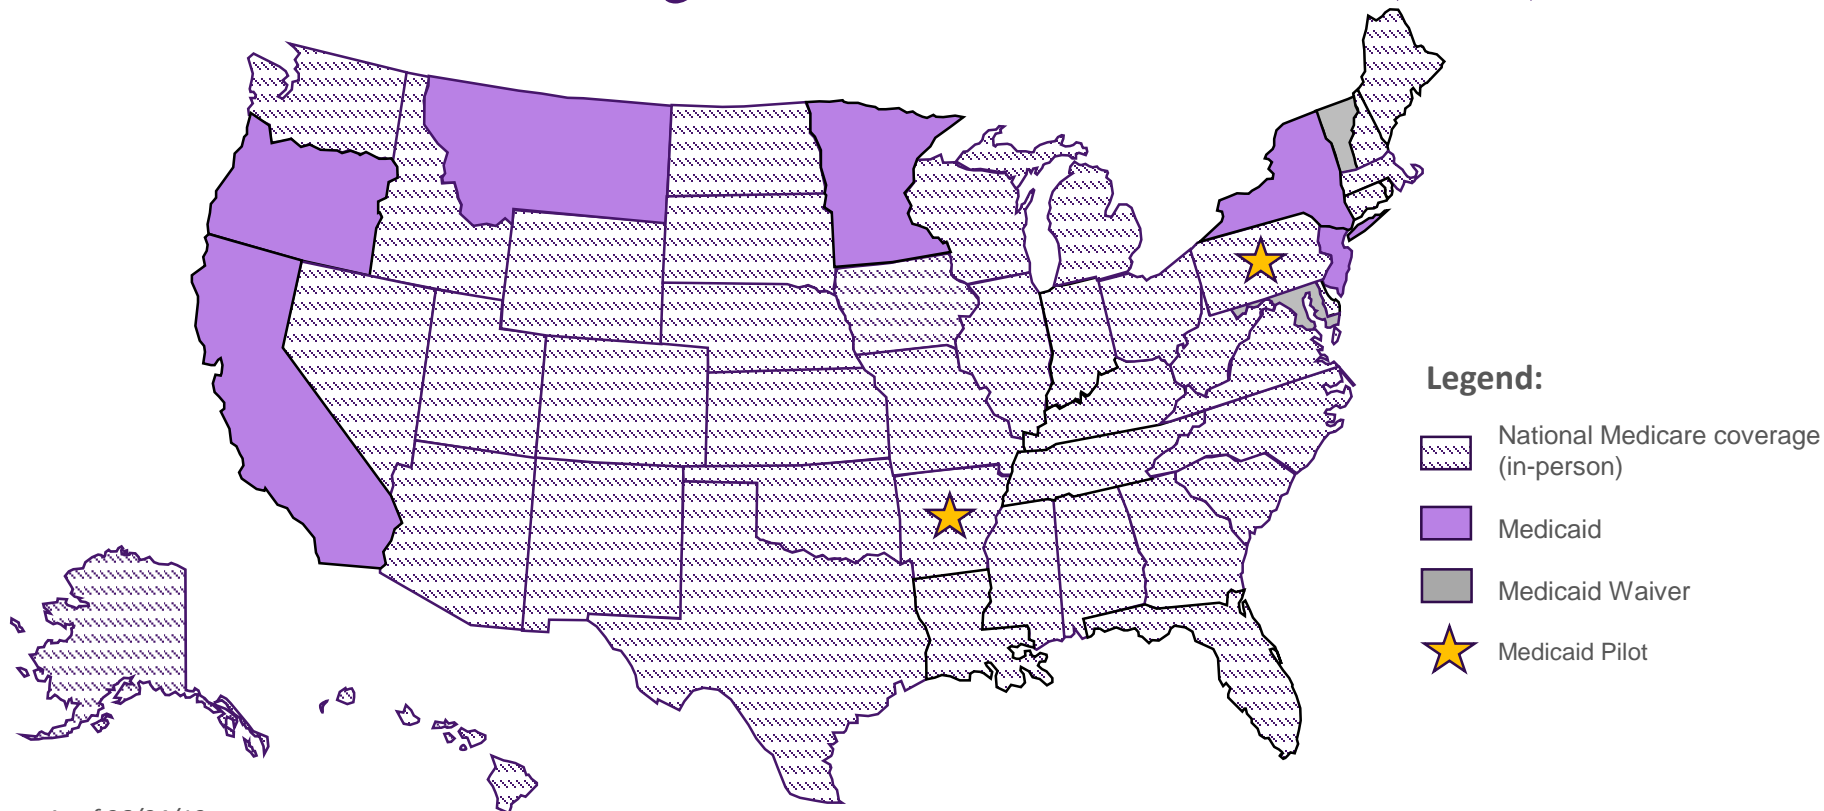 Legend:
National Medicare coverage
(in-person)
Medicaid
Medicaid Waiver
Medicaid Pilot